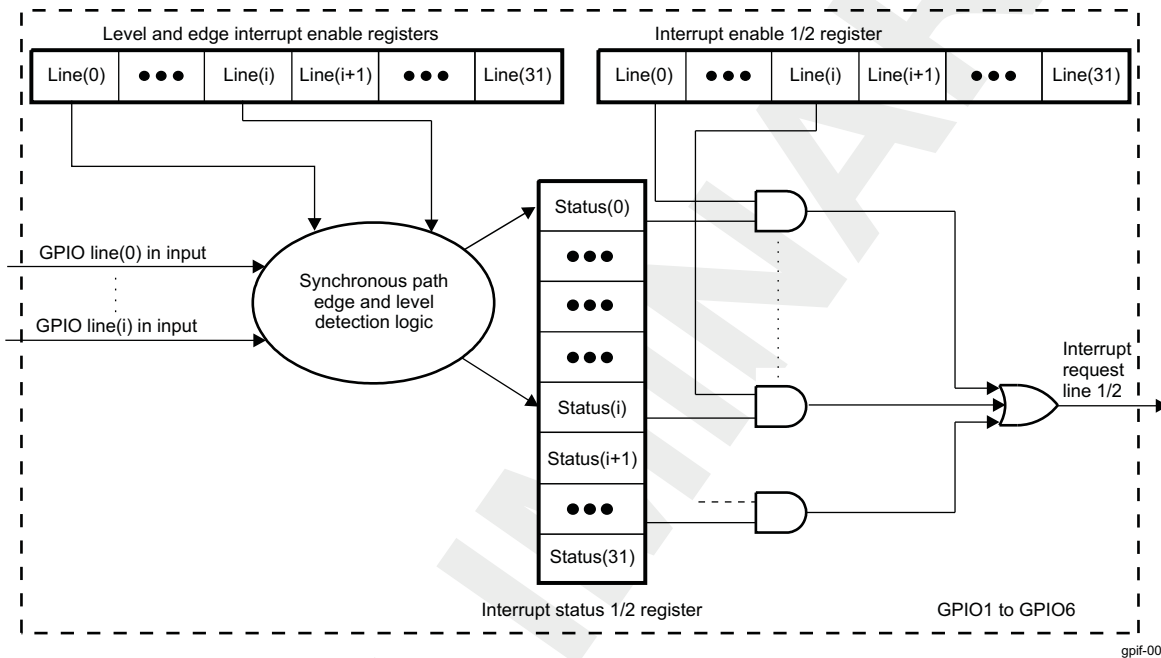 Level and edge interrupt enable registers
Interrupt enable 1/2 register
Line(0) ●●● Line(i) Line(i+1) ●●● Line(31)
Line(0) ●●● Line(i) Line(i+1) ●●● Line(31)
GPIO line(0) in input
GPIO line(i) in input
Synchronous path
edge and level
detection logic
Status(0)
●●●
●●●
●●●
Status(i)
Status(i+1)
●●●
Status(31)
Interrupt
request
line 1/2
Interrupt status 1/2 register
GPIO1 to GPIO6
gpif-00